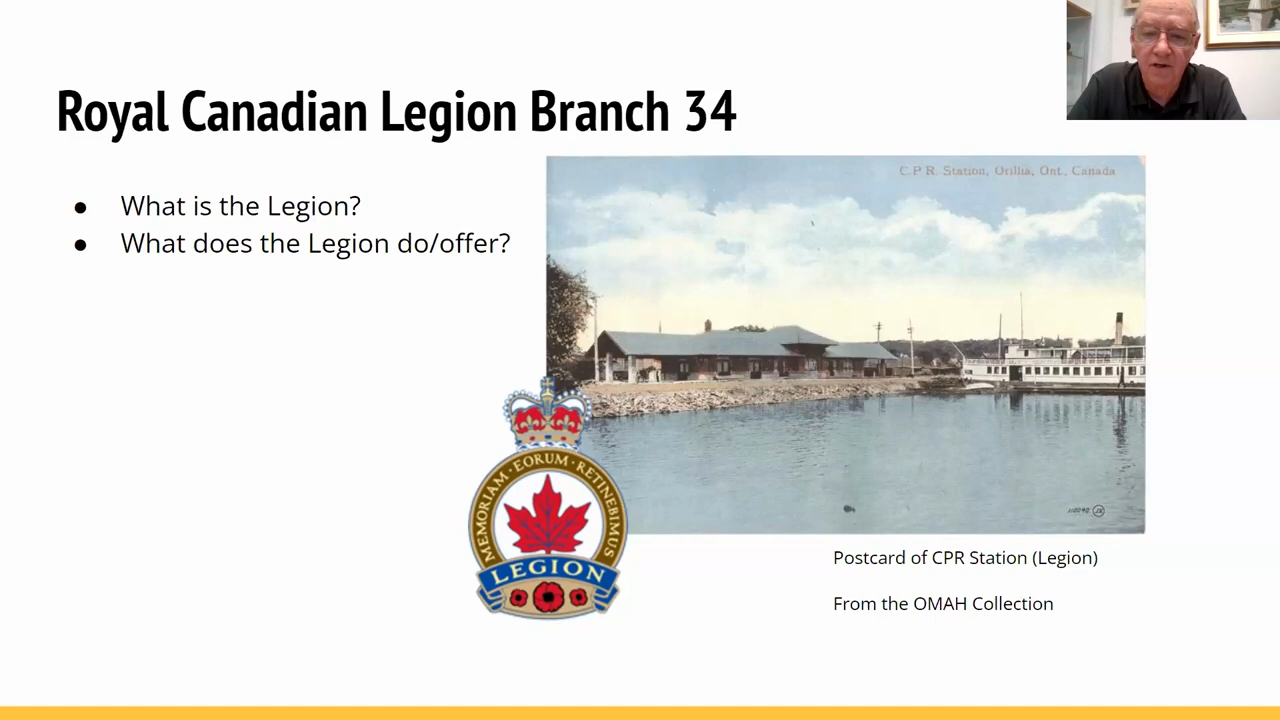 Royal Canadian Legion Branch 34
● What is the Legion?
● What does the Legion do/offer?
C.P.R. Station, Orillia, Ont., Canada
MEMORIAM · EORUM · RETINEBIMUS
LEGION
Postcard of CPR Station (Legion)
From the OMAH Collection